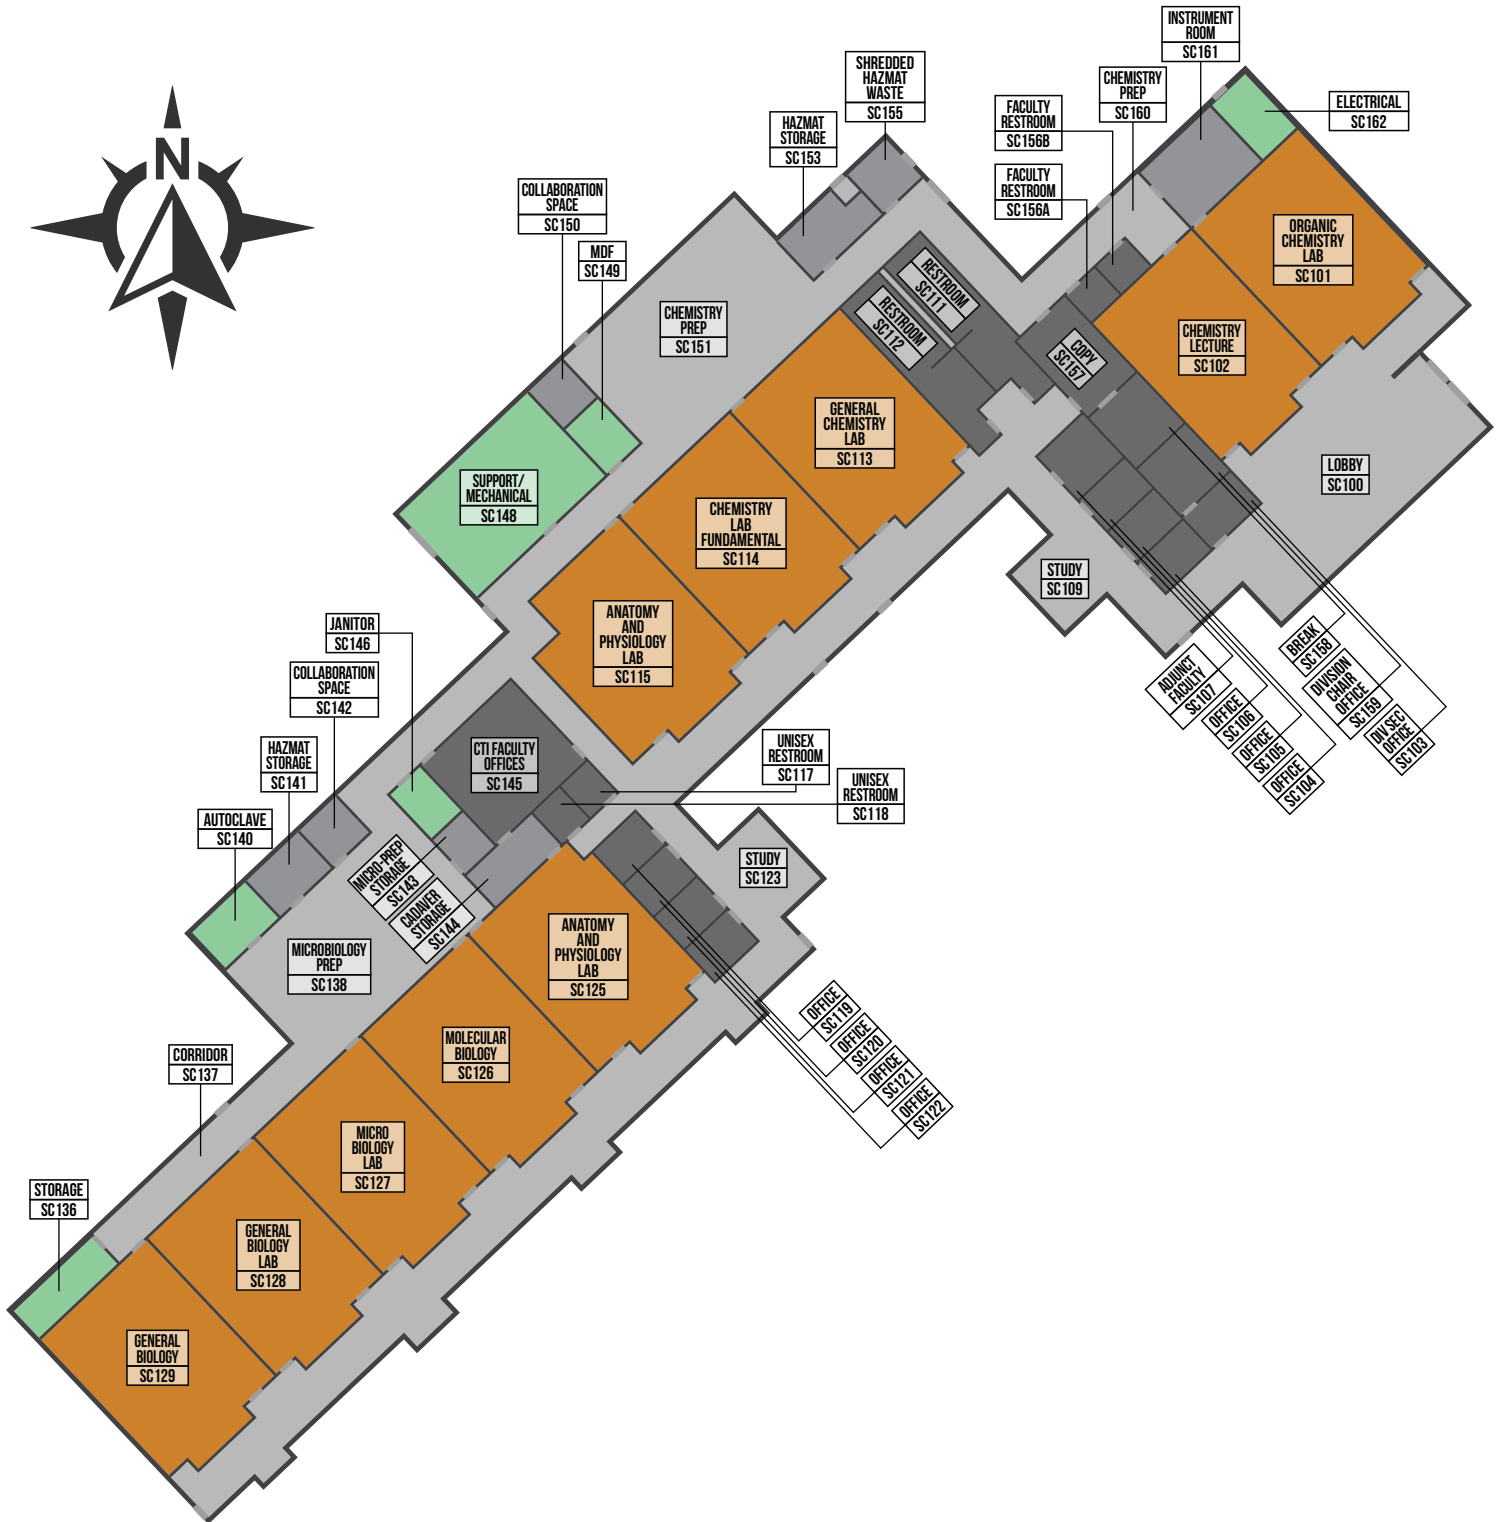 N
INSTRUMENT
ROOM
SC161
SHREDDED
HAZMAT
WASTE
SC155
CHEMISTRY
PREP
SC160
ELECTRICAL
SC162
FACULTY
RESTROOM
SC156B
HAZMAT
STORAGE
SC153
FACULTY
RESTROOM
SC156A
COLLABORATION
SPACE
SC150
MDF
SC149
ORGANIC
CHEMISTRY
LAB
SC101
RESTROOM
SC111
RESTROOM
SC112
CHEMISTRY
PREP
SC151
COPY
SC157
CHEMISTRY
LECTURE
SC102
GENERAL
CHEMISTRY
LAB
SC113
LOBBY
SC100
SUPPORT/
MECHANICAL
SC148
CHEMISTRY
LAB
FUNDAMENTAL
SC114
STUDY
SC109
ANATOMY
AND
PHYSIOLOGY
LAB
SC115
JANITOR
SC146
BREAK
SC158
DIVISION
CHAIR
OFFICE
SC159
DIV SEC
OFFICE
SC103
ADJUNCT
FACULTY
SC107
OFFICE
SC106
OFFICE
SC105
OFFICE
SC104
COLLABORATION
SPACE
SC142
CTI FACULTY
OFFICES
SC145
UNISEX
RESTROOM
SC117
HAZMAT
STORAGE
SC141
UNISEX
RESTROOM
SC118
AUTOCLAVE
SC140
MICRO-PREP
STORAGE
SC143
CADAVER
STORAGE
SC144
STUDY
SC123
ANATOMY
AND
PHYSIOLOGY
LAB
SC125
MICROBIOLOGY
PREP
SC138
OFFICE
SC119
OFFICE
SC120
OFFICE
SC121
OFFICE
SC122
MOLECULAR
BIOLOGY
SC126
CORRIDOR
SC137
MICRO
BIOLOGY
LAB
SC127
STORAGE
SC136
GENERAL
BIOLOGY
LAB
SC128
GENERAL
BIOLOGY
SC129